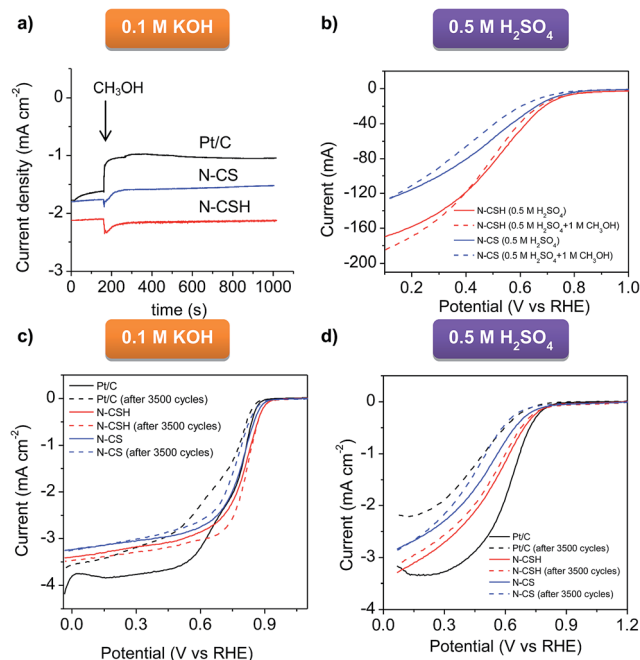 a)
0.1 M KOH
CH₃OH
Pt/C
N-CS
N-CSH
0
-1
-2
-3
0 200 400 600 800 1000
time (s)
Current density (mA cm⁻²)
b)
0.5 M H₂SO₄
0
-40
-80
-120
-160
-200
N-CSH (0.5 M H₂SO₄)
N-CSH (0.5 M H₂SO₄+1 M CH₃OH)
N-CS (0.5 M H₂SO₄)
N-CS (0.5 M H₂SO₄+1 M CH₃OH)
0.2 0.4 0.6 0.8 1.0
Potential (V vs RHE)
Current (mA)
c)
0.1 M KOH
0
-1
-2
-3
-4
Pt/C
Pt/C (after 3500 cycles)
N-CSH
N-CSH (after 3500 cycles)
N-CS
N-CS (after 3500 cycles)
0.0 0.3 0.6 0.9
Potential (V vs RHE)
Current (mA cm⁻²)
d)
0.5 M H₂SO₄
0
-1
-2
-3
-4
Pt/C
Pt/C (after 3500 cycles)
N-CSH
N-CSH (after 3500 cycles)
N-CS
N-CS (after 3500 cycles)
0.0 0.3 0.6 0.9 1.2
Potential (V vs RHE)
Current (mA cm⁻²)